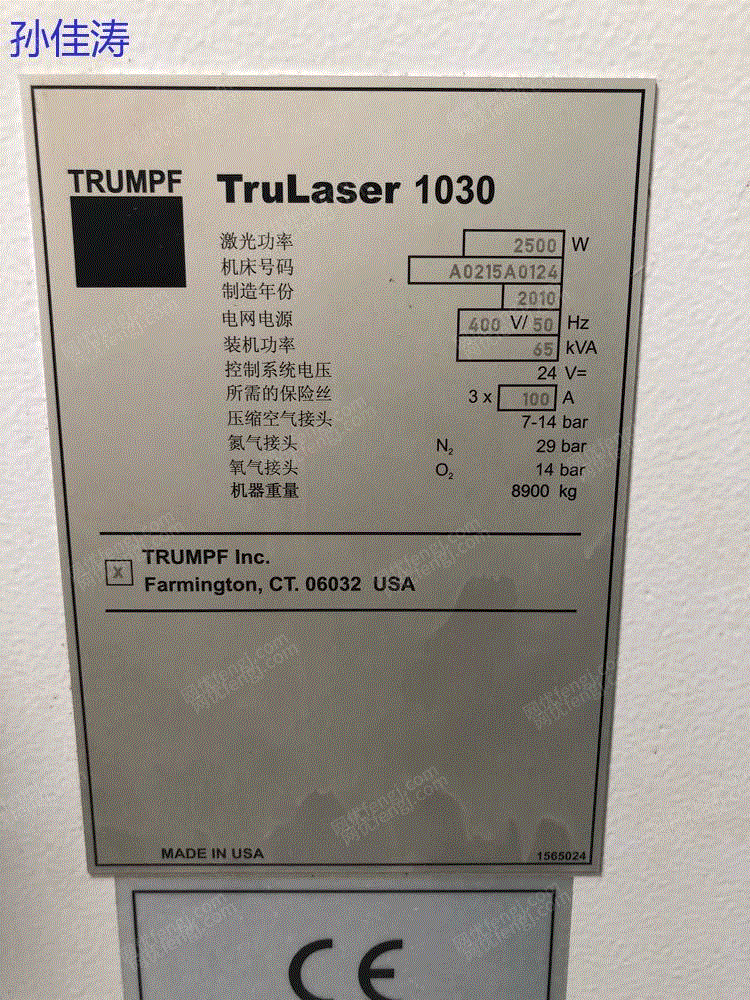 孙佳涛
TRUMPF
TruLaser 1030
激光功率 2500 W
机床号码 A0215A0124
制造年份 2010
电网电源 400 V/ 50 Hz
装机功率 65 kVA
控制系统电压 24 V=
所需的保险丝 3 x 100 A
压缩空气接头 7-14 bar
氮气接头 N₂ 29 bar
氧气接头 O₂ 14 bar
机器重量 8900 kg
X TRUMPF Inc.
Farmington, CT. 06032 USA
MADE IN USA 1565024
CE